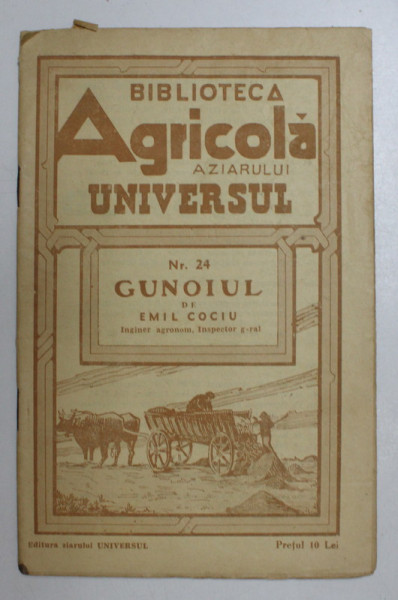 BIBLIOTECA
Agricolă
A ZIARULUI
UNIVERSUL
Nr. 24
GUNOIUL
DE
EMIL COCIU
Inginer agronom, Inspector g-ral
Editura ziarului UNIVERSUL
Prețul 10 Lei